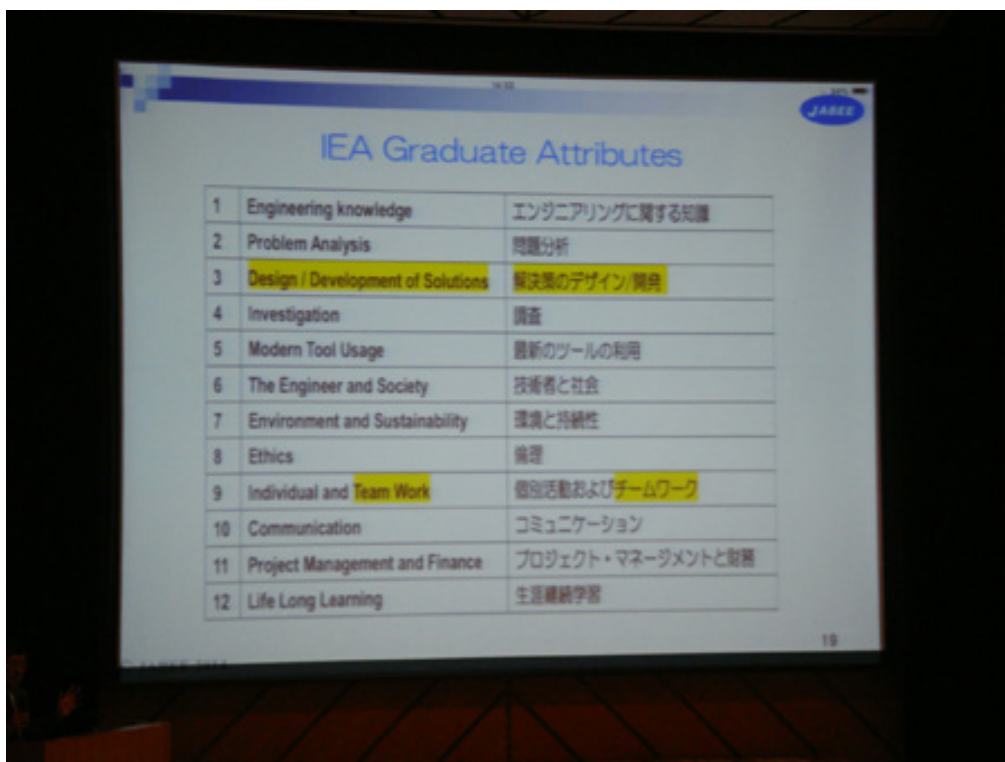 JABEE
IEA Graduate Attributes
1 Engineering knowledge エンジニアリングに関する知識
2 Problem Analysis 問題分析
3 Design / Development of Solutions 解決策のデザイン/開発
4 Investigation 調査
5 Modern Tool Usage 最新のツールの利用
6 The Engineer and Society 技術者と社会
7 Environment and Sustainability 環境と持続性
8 Ethics 倫理
9 Individual and Team Work 個別活動およびチームワーク
10 Communication コミュニケーション
11 Project Management and Finance プロジェクト・マネージメントと財務
12 Life Long Learning 生涯継続学習
19